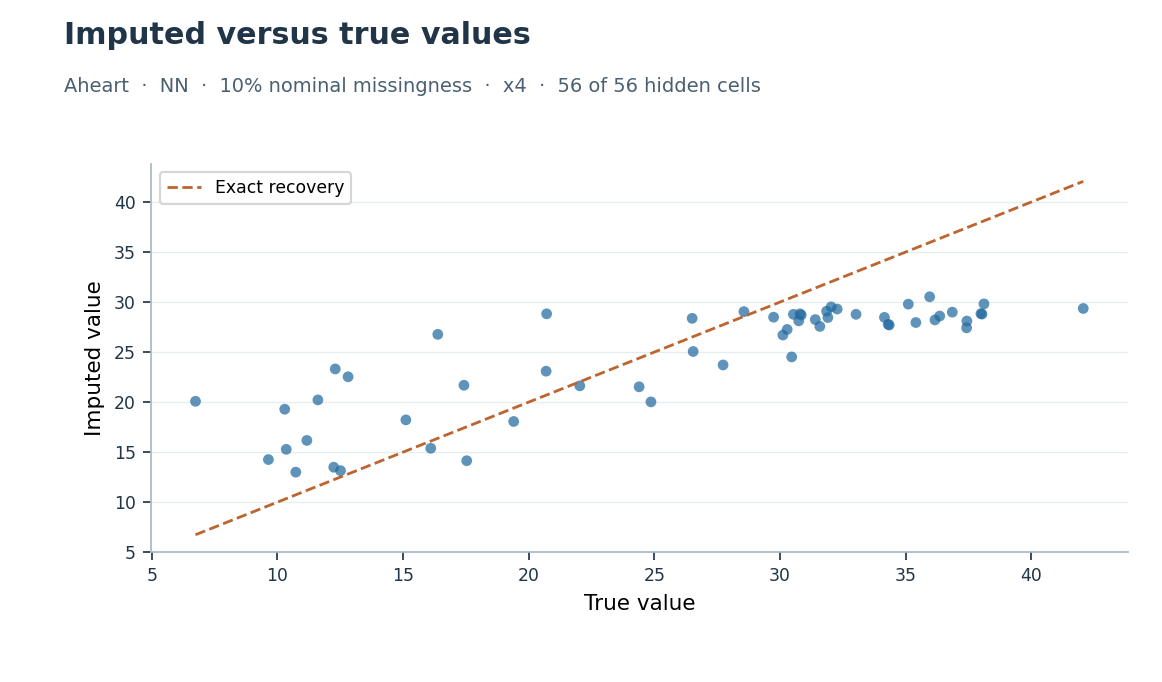 Imputed versus true values
Aheart · NN · 10% nominal missingness · x4 · 56 of 56 hidden cells
Exact recovery
Imputed value
40
35
30
25
20
15
10
5
5 10 15 20 25 30 35 40
True value